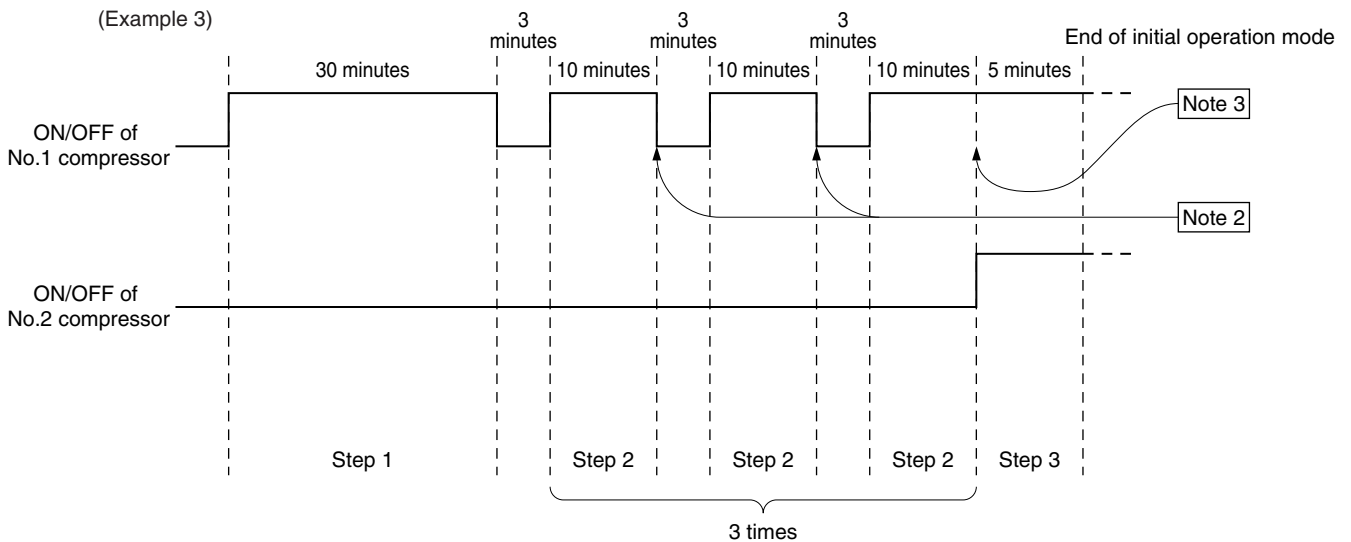 (Example 3)
3
minutes
3
minutes
3
minutes
End of initial operation mode
30 minutes
10 minutes
10 minutes
10 minutes
5 minutes
Note 3
ON/OFF of
No.1 compressor
Note 2
ON/OFF of
No.2 compressor
Step 1
Step 2
Step 2
Step 2
Step 3
3 times